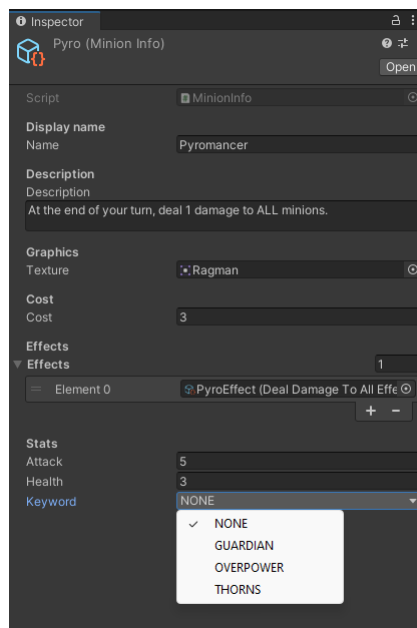 Inspector
Pyro (Minion Info)
Open
Script MinionInfo
Display name
Name Pyromancer
Description
Description
At the end of your turn, deal 1 damage to ALL minions.
Graphics
Texture Ragman
Cost
Cost 3
Effects
Effects 1
Element 0 PyroEffect (Deal Damage To All Effe
+ -
Stats
Attack 5
Health 3
Keyword NONE
NONE
GUARDIAN
OVERPOWER
THORNS